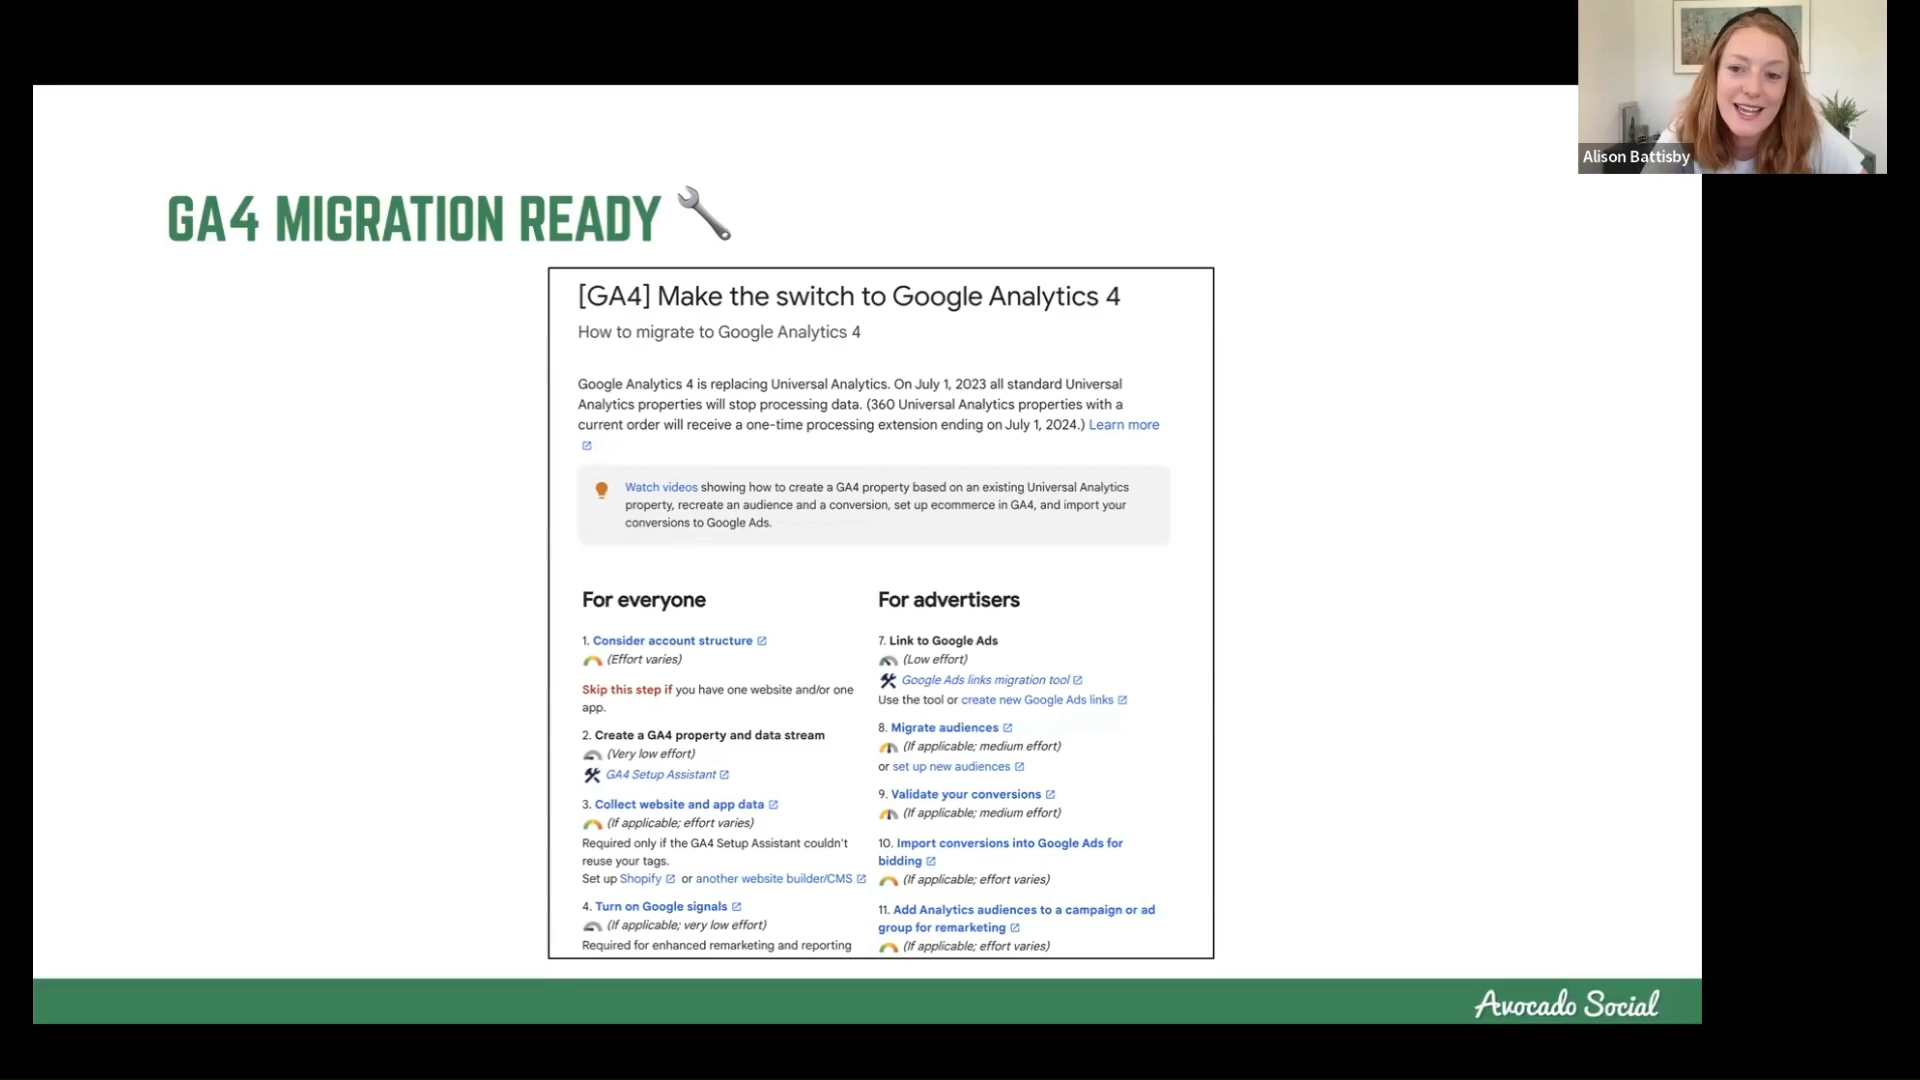 Alison Battisby
GA4 MIGRATION READY
[GA4] Make the switch to Google Analytics 4
How to migrate to Google Analytics 4
Google Analytics 4 is replacing Universal Analytics. On July 1, 2023 all standard Universal
Analytics properties will stop processing data. (360 Universal Analytics properties with a
current order will receive a one-time processing extension ending on July 1, 2024.) Learn more
Watch videos showing how to create a GA4 property based on an existing Universal Analytics
property, recreate an audience and a conversion, set up ecommerce in GA4, and import your
conversions to Google Ads.
For everyone
1. Consider account structure
(Effort varies)
Skip this step if you have one website and/or one
app.
2. Create a GA4 property and data stream
(Very low effort)
GA4 Setup Assistant
3. Collect website and app data
(If applicable; effort varies)
Required only if the GA4 Setup Assistant couldn't
reuse your tags.
Set up Shopify or another website builder/CMS
4. Turn on Google signals
(If applicable; very low effort)
Required for enhanced remarketing and reporting
For advertisers
7. Link to Google Ads
(Low effort)
Google Ads links migration tool
Use the tool or create new Google Ads links
8. Migrate audiences
(If applicable; medium effort)
or set up new audiences
9. Validate your conversions
(If applicable; medium effort)
10. Import conversions into Google Ads for
bidding
(If applicable; effort varies)
11. Add Analytics audiences to a campaign or ad
group for remarketing
(If applicable; effort varies)
Avocado Social